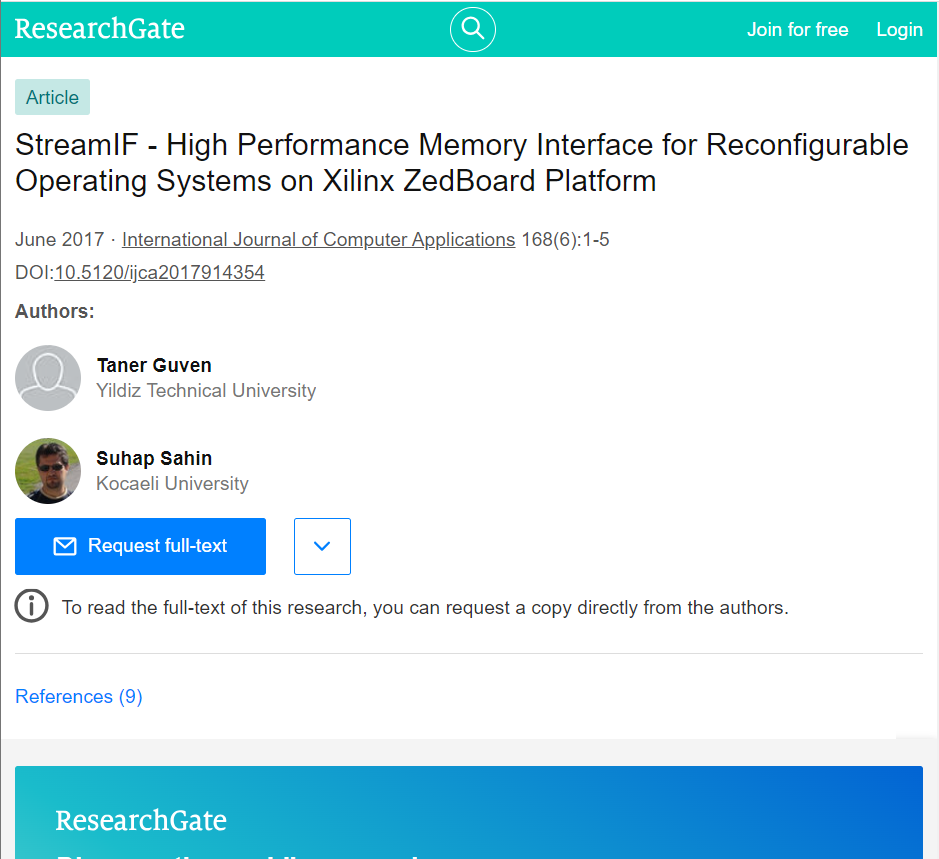 ResearchGate
Join for free Login
Article
StreamIF - High Performance Memory Interface for Reconfigurable
Operating Systems on Xilinx ZedBoard Platform
June 2017 · International Journal of Computer Applications 168(6):1-5
DOI:10.5120/ijca2017914354
Authors:
Taner Guven
Yildiz Technical University
Suhap Sahin
Kocaeli University
Request full-text
To read the full-text of this research, you can request a copy directly from the authors.
References (9)
ResearchGate